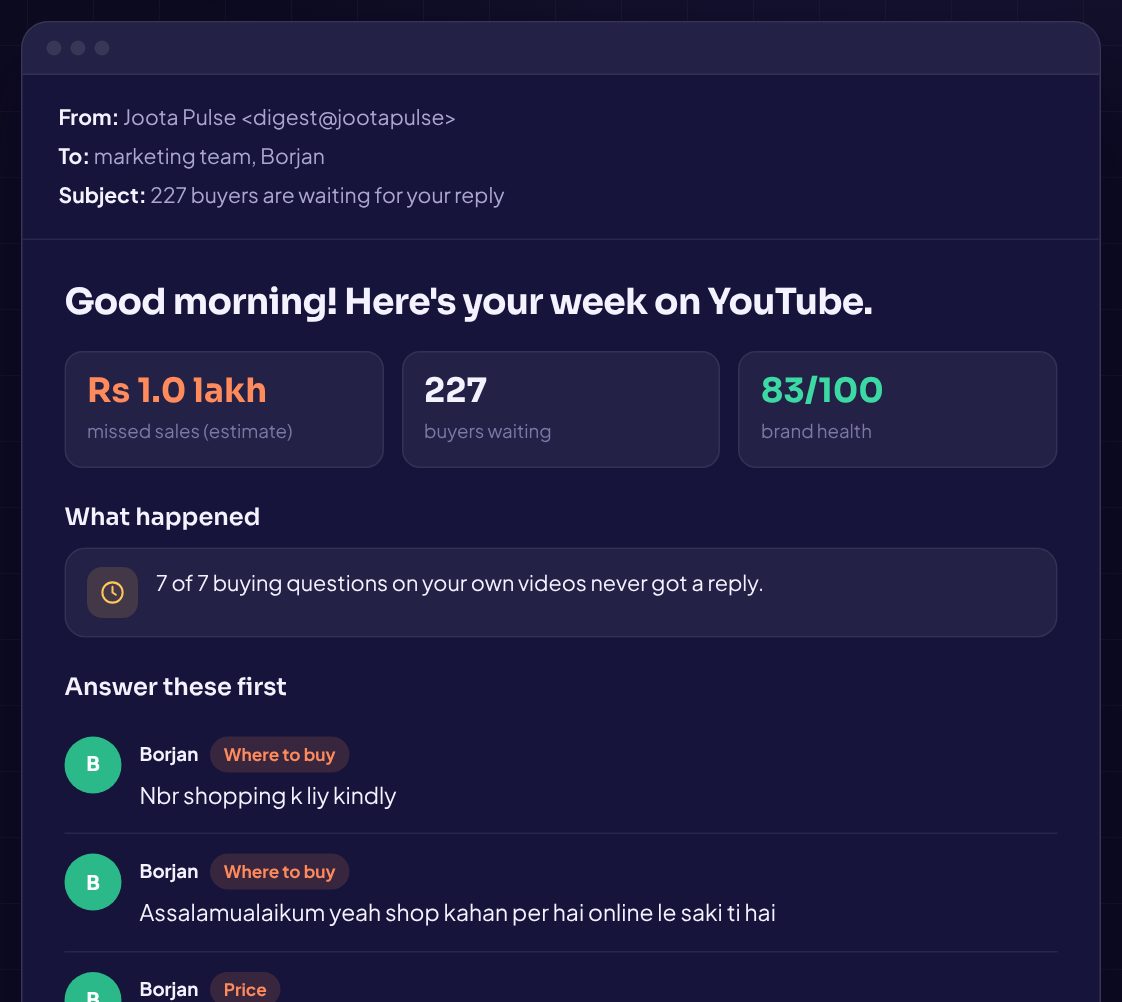 From: Joota Pulse <digest@jootapulse>
To: marketing team, Borjan
Subject: 227 buyers are waiting for your reply
Good morning! Here's your week on YouTube.
Rs 1.0 lakh
missed sales (estimate)
227
buyers waiting
83/100
brand health
What happened
7 of 7 buying questions on your own videos never got a reply.
Answer these first
B
Borjan
Where to buy
Nbr shopping k liy kindly
B
Borjan
Where to buy
Assalamualaikum yeah shop kahan per hai online le saki ti hai
B
Borjan
Price